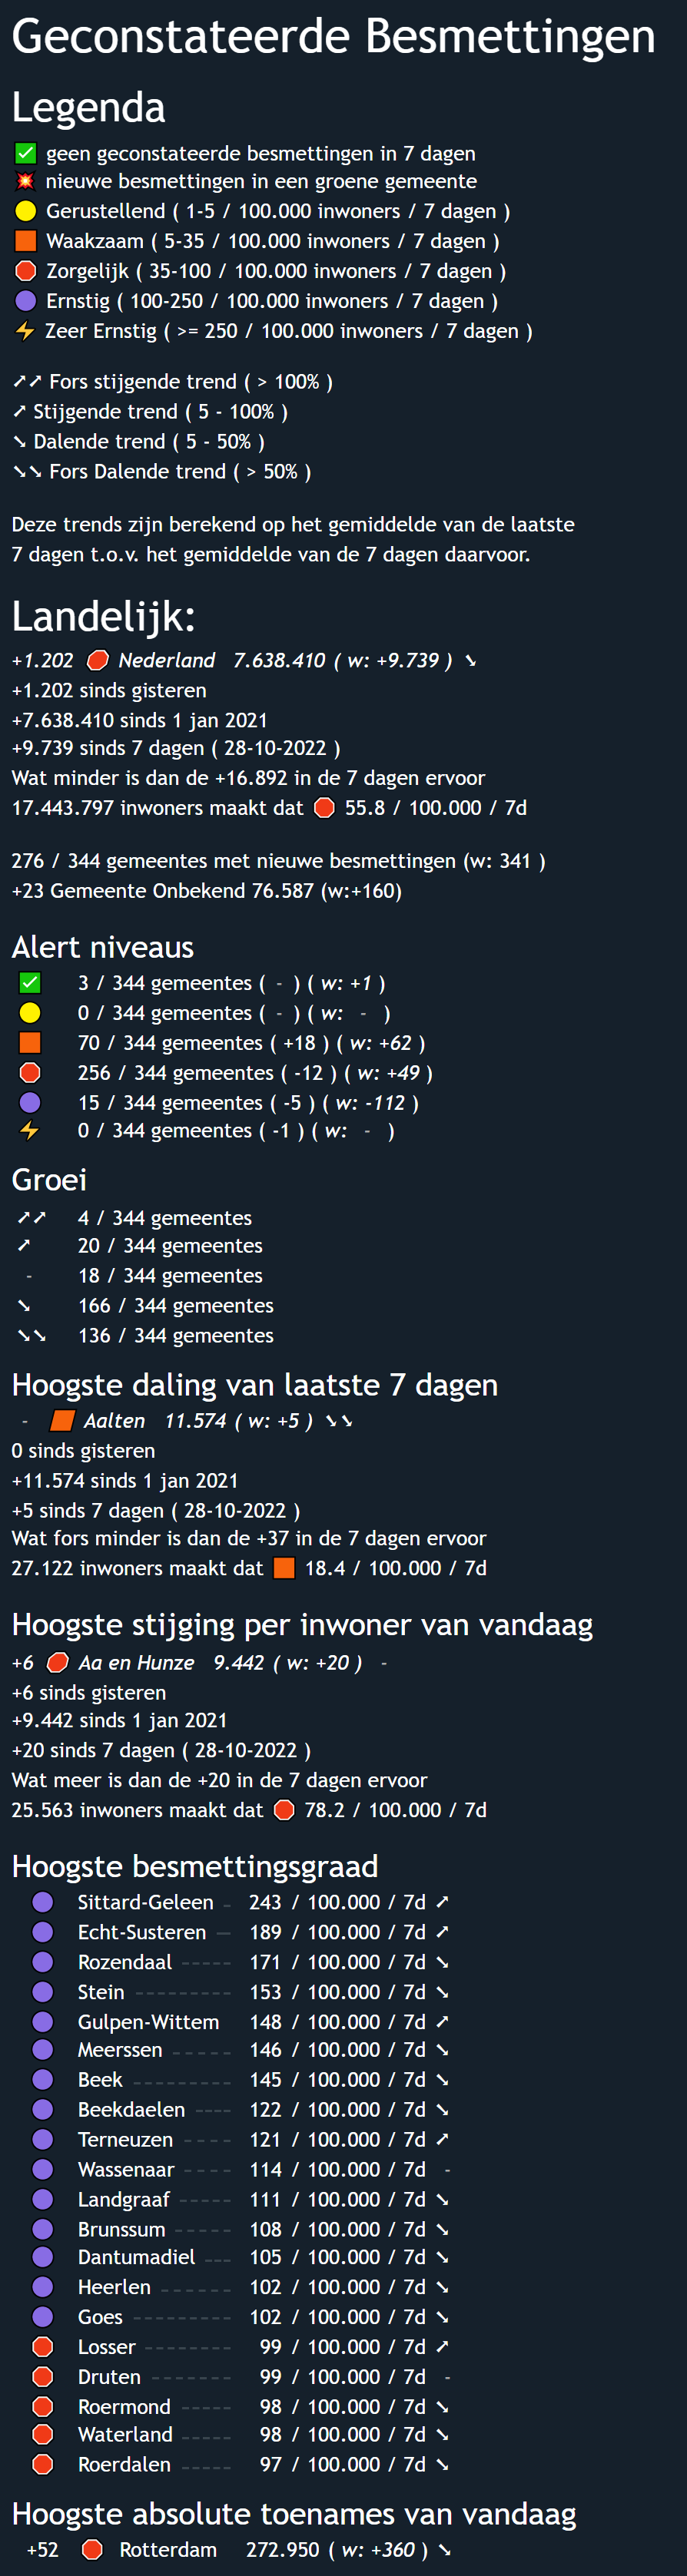 Geconstateerde Besmettingen
Legenda
✅ geen geconstateerde besmettingen in 7 dagen
💥 nieuwe besmettingen in een groene gemeente
🟡 Gerustellend ( 1-5 / 100.000 inwoners / 7 dagen )
🟧 Waakzaam ( 5-35 / 100.000 inwoners / 7 dagen )
🛑 Zorgelijk ( 35-100 / 100.000 inwoners / 7 dagen )
🟣 Ernstig ( 100-250 / 100.000 inwoners / 7 dagen )
⚡ Zeer Ernstig ( >= 250 / 100.000 inwoners / 7 dagen )
➚➚ Fors stijgende trend ( > 100% )
➚ Stijgende trend ( 5 - 100% )
➘ Dalende trend ( 5 - 50% )
➘➘ Fors Dalende trend ( > 50% )
Deze trends zijn berekend op het gemiddelde van de laatste
7 dagen t.o.v. het gemiddelde van de 7 dagen daarvoor.
Landelijk:
+1.202 🛑 Nederland 7.638.410 ( w: +9.739 ) ➘
+1.202 sinds gisteren
+7.638.410 sinds 1 jan 2021
+9.739 sinds 7 dagen ( 28-10-2022 )
Wat minder is dan de +16.892 in de 7 dagen ervoor
17.443.797 inwoners maakt dat 🛑 55.8 / 100.000 / 7d
276 / 344 gemeentes met nieuwe besmettingen (w: 341 )
+23 Gemeente Onbekend 76.587 (w:+160)
Alert niveaus
✅ 3 / 344 gemeentes ( - ) ( w: +1 )
🟡 0 / 344 gemeentes ( - ) ( w: - )
🟧 70 / 344 gemeentes ( +18 ) ( w: +62 )
🛑 256 / 344 gemeentes ( -12 ) ( w: +49 )
🟣 15 / 344 gemeentes ( -5 ) ( w: -112 )
⚡ 0 / 344 gemeentes ( -1 ) ( w: - )
Groei
➚➚ 4 / 344 gemeentes
➚ 20 / 344 gemeentes
- 18 / 344 gemeentes
➘ 166 / 344 gemeentes
➘➘ 136 / 344 gemeentes
Hoogste daling van laatste 7 dagen
- 🟧 Aalten 11.574 ( w: +5 ) ➘➘
0 sinds gisteren
+11.574 sinds 1 jan 2021
+5 sinds 7 dagen ( 28-10-2022 )
Wat fors minder is dan de +37 in de 7 dagen ervoor
27.122 inwoners maakt dat 🟧 18.4 / 100.000 / 7d
Hoogste stijging per inwoner van vandaag
+6 🛑 Aa en Hunze 9.442 ( w: +20 ) -
+6 sinds gisteren
+9.442 sinds 1 jan 2021
+20 sinds 7 dagen ( 28-10-2022 )
Wat meer is dan de +20 in de 7 dagen ervoor
25.563 inwoners maakt dat 🛑 78.2 / 100.000 / 7d
Hoogste besmettingsgraad
🟣 Sittard-Geleen - 243 / 100.000 / 7d ➚
🟣 Echt-Susteren -- 189 / 100.000 / 7d ➚
🟣 Rozendaal ----- 171 / 100.000 / 7d ➘
🟣 Stein ---------- 153 / 100.000 / 7d ➘
🟣 Gulpen-Wittem 148 / 100.000 / 7d ➚
🟣 Meerssen ------ 146 / 100.000 / 7d ➘
🟣 Beek --------- 145 / 100.000 / 7d ➘
🟣 Beekdaelen ---- 122 / 100.000 / 7d ➘
🟣 Terneuzen ---- 121 / 100.000 / 7d ➚
🟣 Wassenaar ---- 114 / 100.000 / 7d -
🟣 Landgraaf ----- 111 / 100.000 / 7d ➘
🟣 Brunssum ------ 108 / 100.000 / 7d ➘
🟣 Dantumadiel --- 105 / 100.000 / 7d ➘
🟣 Heerlen ------ 102 / 100.000 / 7d ➘
🟣 Goes --------- 102 / 100.000 / 7d ➘
🛑 Losser --------- 99 / 100.000 / 7d ➚
🛑 Druten ------- 99 / 100.000 / 7d -
🛑 Roermond ----- 98 / 100.000 / 7d ➘
🛑 Waterland ----- 98 / 100.000 / 7d ➘
🛑 Roerdalen ----- 97 / 100.000 / 7d ➘
Hoogste absolute toenames van vandaag
+52 🛑 Rotterdam 272.950 ( w: +360 ) ➘